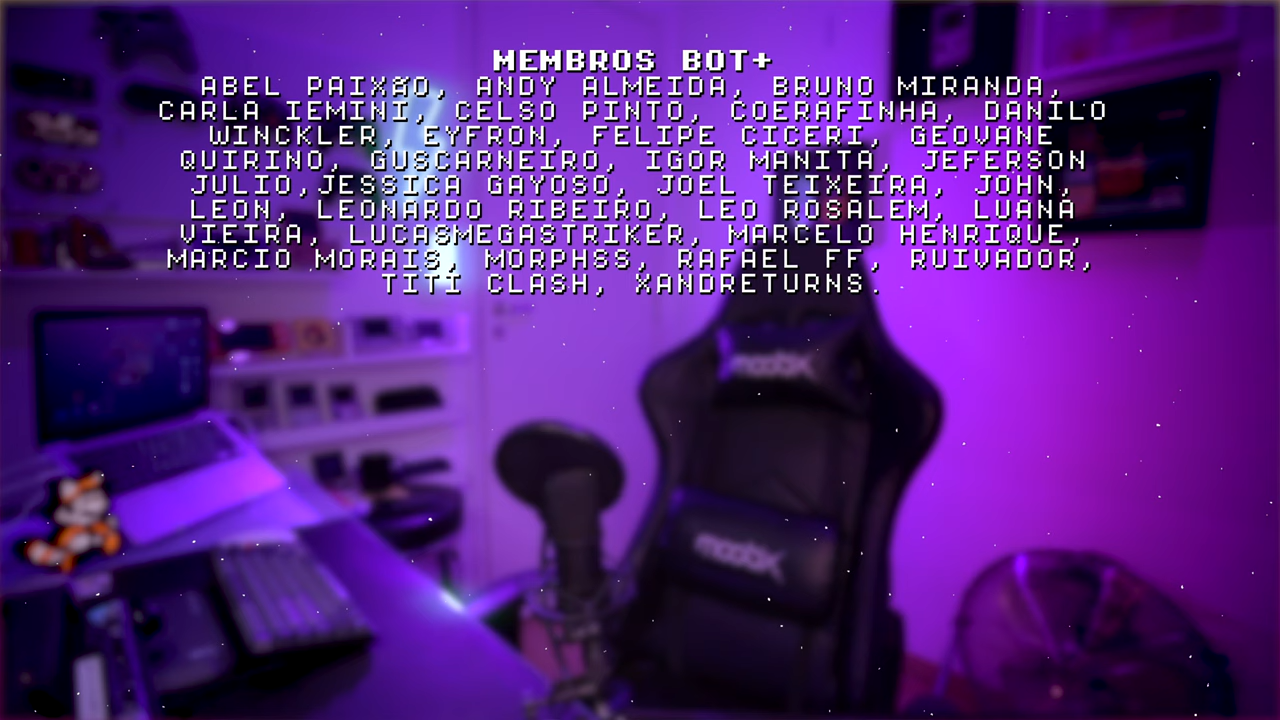 MEMBROS BOT+
ABEL PAIXÃO, ANDY ALMEIDA, BRUNO MIRANDA,
CARLA IEMINI, CELSO PINTO, COERAFINHA, DANILO
WINCKLER, EYFRON, FELIPE CICERI, GEOVANE
QUIRINO, GUSCARNEIRO, IGOR MANITA, JEFERSON
JULIO,JESSICA GAYOSO, JOEL TEIXEIRA, JOHN,
LEON, LEONARDO RIBEIRO, LEO ROSALEM, LUANA
VIEIRA, LUCASMEGASTRIKER, MARCELO HENRIQUE,
MARCIO MORAIS, MORPHSS, RAFAEL FF, RUIVADOR,
TITI CLASH, XANDRETURNS.
moobx
moobx